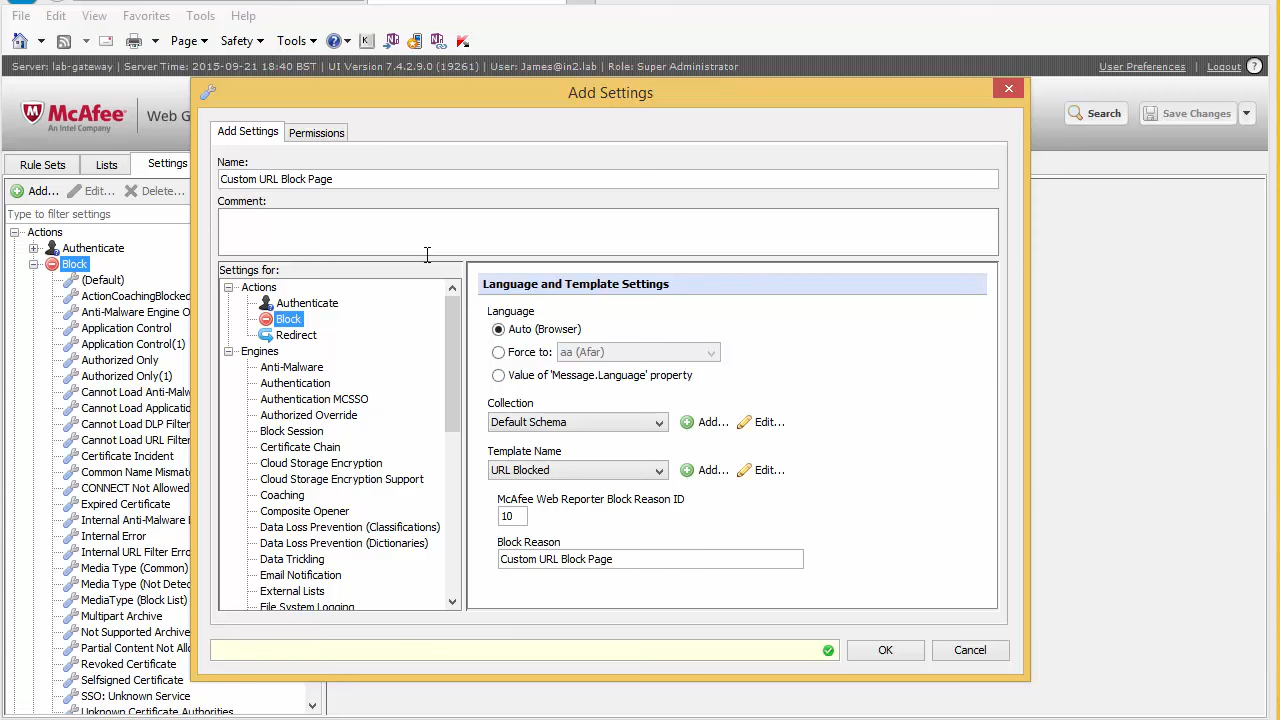 File Edit View Favorites Tools Help
Page Safety Tools
Server: lab-gateway | Server Time: 2015-09-21 18:40 BST | UI Version 7.4.2.9.0 (19261) | User: James@in2.lab | Role: Super Administrator
User Preferences | Logout ?
Add Settings
McAfee
An Intel Company
Web G
Search
Save Changes
Rule Sets Lists Settings
Add... Edit... Delete...
Type to filter settings
Actions
Authenticate
Block
(Default)
ActionCoachingBlocked
Anti-Malware Engine O
Application Control
Application Control(1)
Authorized Only
Authorized Only(1)
Cannot Load Anti-Malw
Cannot Load Applicatio
Cannot Load DLP Filter
Cannot Load URL Filter
Certificate Incident
Common Name Mismat
CONNECT Not Allowed
Expired Certificate
Internal Anti-Malware E
Internal Error
Internal URL Filter Erro
Media Type (Common)
Media Type (Not Detec
MediaType (Block List)
Multipart Archive
Not Supported Archive
Partial Content Not Allo
Revoked Certificate
Selfsigned Certificate
SSO: Unknown Service
Unknown Certificate Authorities
Add Settings Permissions
Name:
Custom URL Block Page
Comment:
Settings for:
Actions
Authenticate
Block
Redirect
Engines
Anti-Malware
Authentication
Authentication MCSSO
Authorized Override
Block Session
Certificate Chain
Cloud Storage Encryption
Cloud Storage Encryption Support
Coaching
Composite Opener
Data Loss Prevention (Classifications)
Data Loss Prevention (Dictionaries)
Data Trickling
Email Notification
External Lists
File System Logging
Language and Template Settings
Language
Auto (Browser)
Force to: aa (Afar)
Value of 'Message.Language' property
Collection
Default Schema Add... Edit...
Template Name
URL Blocked Add... Edit...
McAfee Web Reporter Block Reason ID
10
Block Reason
Custom URL Block Page
OK Cancel